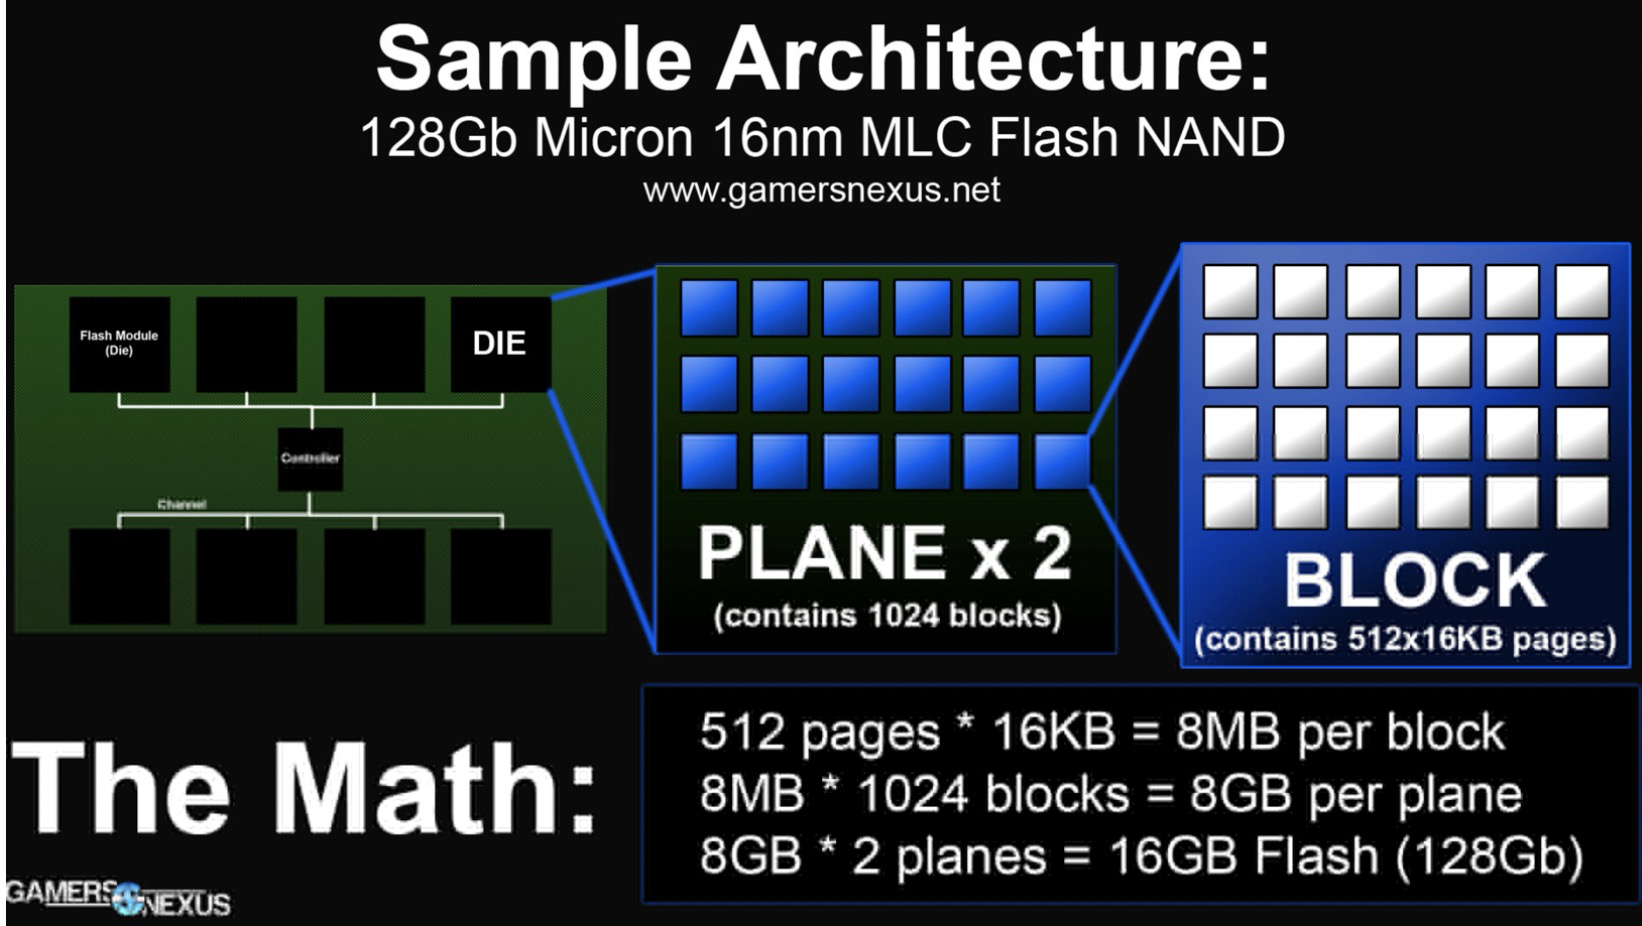 Sample Architecture:
128Gb Micron 16nm MLC Flash NAND
www.gamersnexus.net
Flash Module
(Die)
DIE
Controller
Channel
PLANE x 2
(contains 1024 blocks)
BLOCK
(contains 512x16KB pages)
The Math:
512 pages * 16KB = 8MB per block
8MB * 1024 blocks = 8GB per plane
8GB * 2 planes = 16GB Flash (128Gb)
GAMERS NEXUS